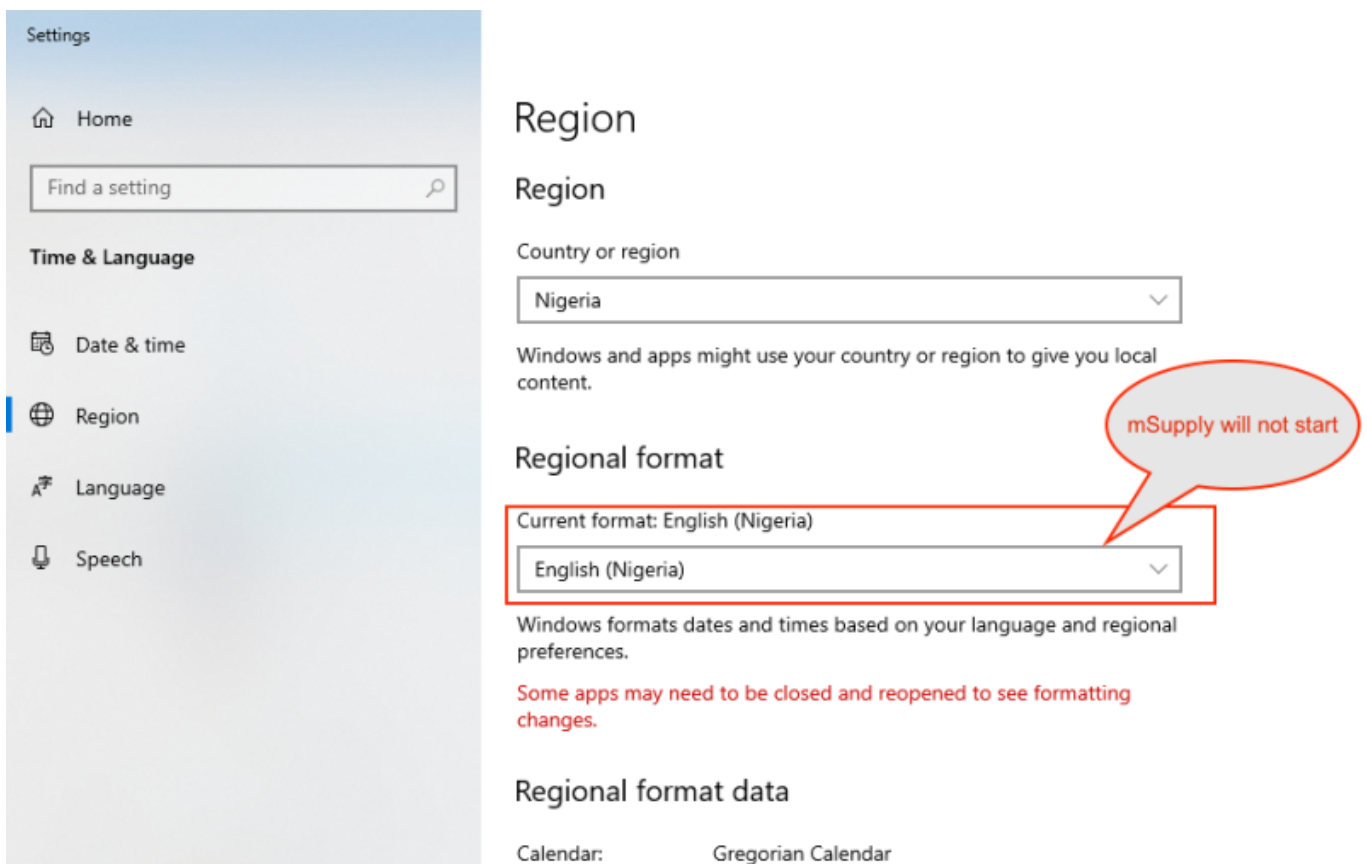 Settings
Home
Find a setting
Time & Language
Date & time
Region
Language
Speech
Region
Region
Country or region
Nigeria
Windows and apps might use your country or region to give you local
content.
mSupply will not start
Regional format
Current format: English (Nigeria)
English (Nigeria)
Windows formats dates and times based on your language and regional
preferences.
Some apps may need to be closed and reopened to see formatting
changes.
Regional format data
Calendar: Gregorian Calendar